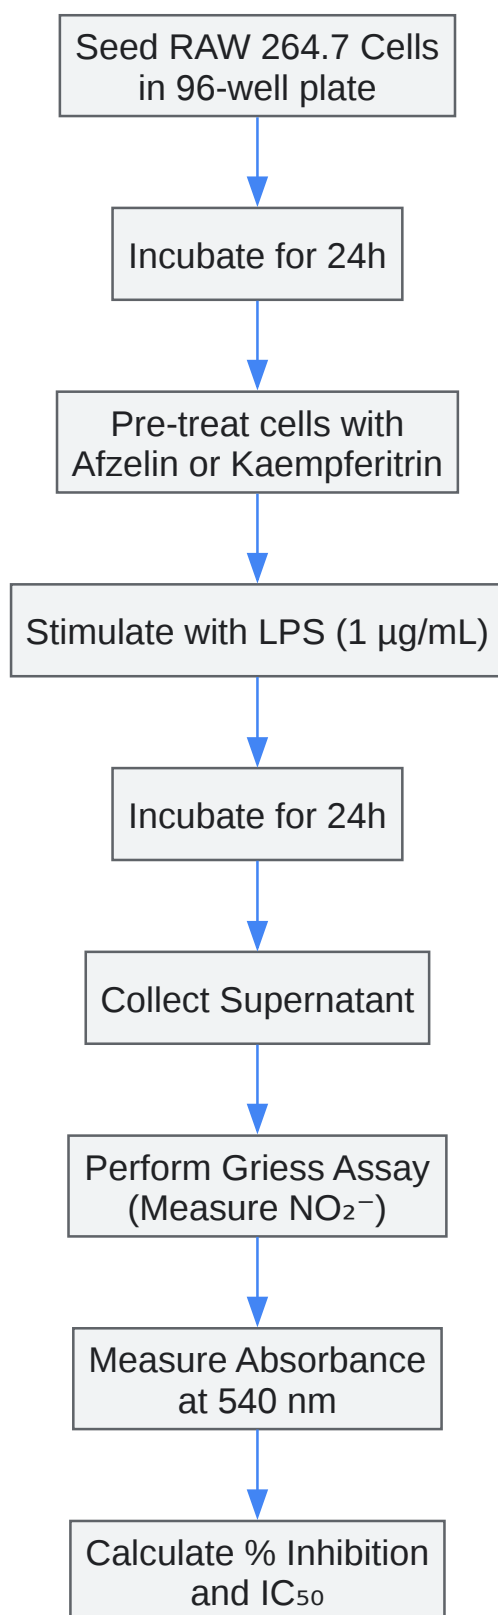 Seed RAW 264.7 Cells
in 96-well plate
Incubate for 24h
Pre-treat cells with
Afzelin or Kaempferitrin
Stimulate with LPS (1 µg/mL)
Incubate for 24h
Collect Supernatant
Perform Griess Assay
(Measure NO₂⁻)
Measure Absorbance
at 540 nm
Calculate % Inhibition
and IC₅₀